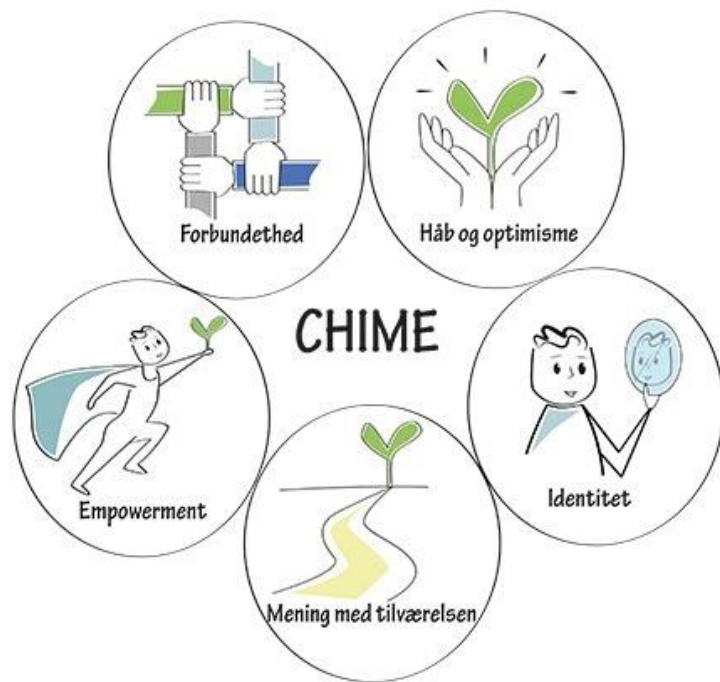 Forbundethed
Håb og optimisme
CHIME
Empowerment
Identitet
Mening med tilværelsen